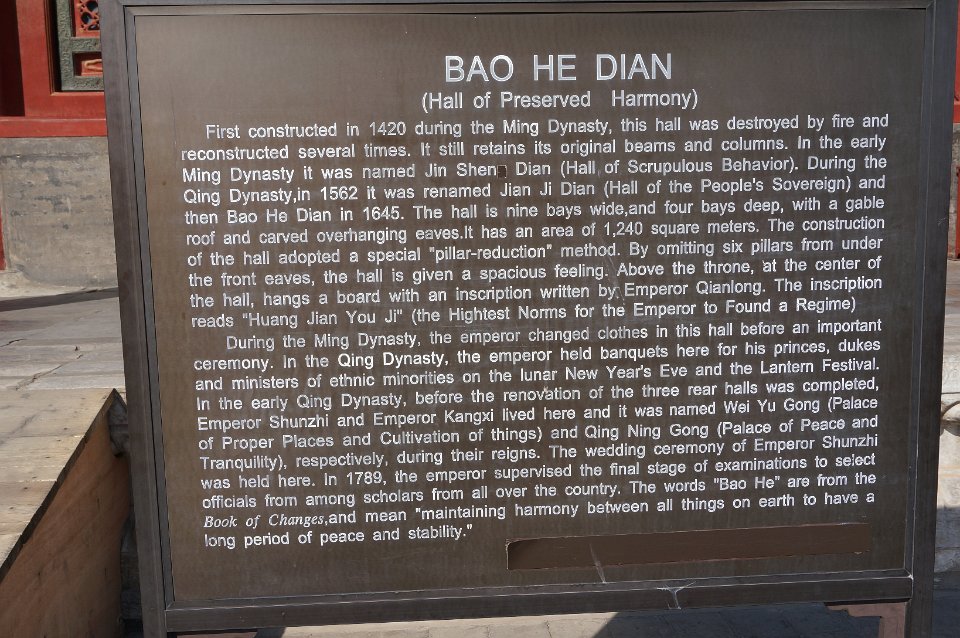 BAO HE DIAN
(Hall of Preserved Harmony)
First constructed in 1420 during the Ming Dynasty, this hall was destroyed by fire and
reconstructed several times. It still retains its original beams and columns. In the early
Ming Dynasty it was named Jin Shen Dian (Hall of Scrupulous Behavior). During the
Qing Dynasty,in 1562 it was renamed Jian Ji Dian (Hall of the People's Sovereign) and
then Bao He Dian in 1645. The hall is nine bays wide,and four bays deep, with a gable
roof and carved overhanging eaves.It has an area of 1,240 square meters. The construction
of the hall adopted a special "pillar-reduction" method. By omitting six pillars from under
the front eaves, the hall is given a spacious feeling. Above the throne, at the center of
the hall, hangs a board with an inscription written by Emperor Qianlong. The inscription
reads "Huang Jian You Ji" (the Hightest Norms for the Emperor to Found a Regime)
During the Ming Dynasty, the emperor changed clothes in this hall before an important
ceremony. In the Qing Dynasty, the emperor held banquets here for his princes, dukes
and ministers of ethnic minorities on the lunar New Year's Eve and the Lantern Festival.
In the early Qing Dynasty, before the renovation of the three rear halls was completed,
Emperor Shunzhi and Emperor Kangxi lived here and it was named Wei Yu Gong (Palace
of Proper Places and Cultivation of things) and Qing Ning Gong (Palace of Peace and
Tranquility), respectively, during their reigns. The wedding ceremony of Emperor Shunzhi
was held here. In 1789, the emperor supervised the final stage of examinations to select
officials from among scholars from all over the country. The words "Bao He" are from the
Book of Changes,and mean "maintaining harmony between all things on earth to have a
long period of peace and stability."